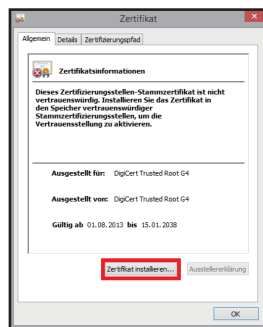 Zertifikat
Allgemein Details Zertifizierungspfad
Zertifikatsinformationen
Dieses Zertifizierungsstellen-Stammzertifikat ist nicht
vertrauenswürdig. Installieren Sie das Zertifikat in
den Speicher vertrauenswürdiger
Stammzertifizierungsstellen, um die
Vertrauensstellung zu aktivieren.
Ausgestellt für: DigiCert Trusted Root G4
Ausgestellt von: DigiCert Trusted Root G4
Gültig ab 01.08.2013 bis 15.01.2038
Zertifikat installieren... Ausstellererklärung
OK